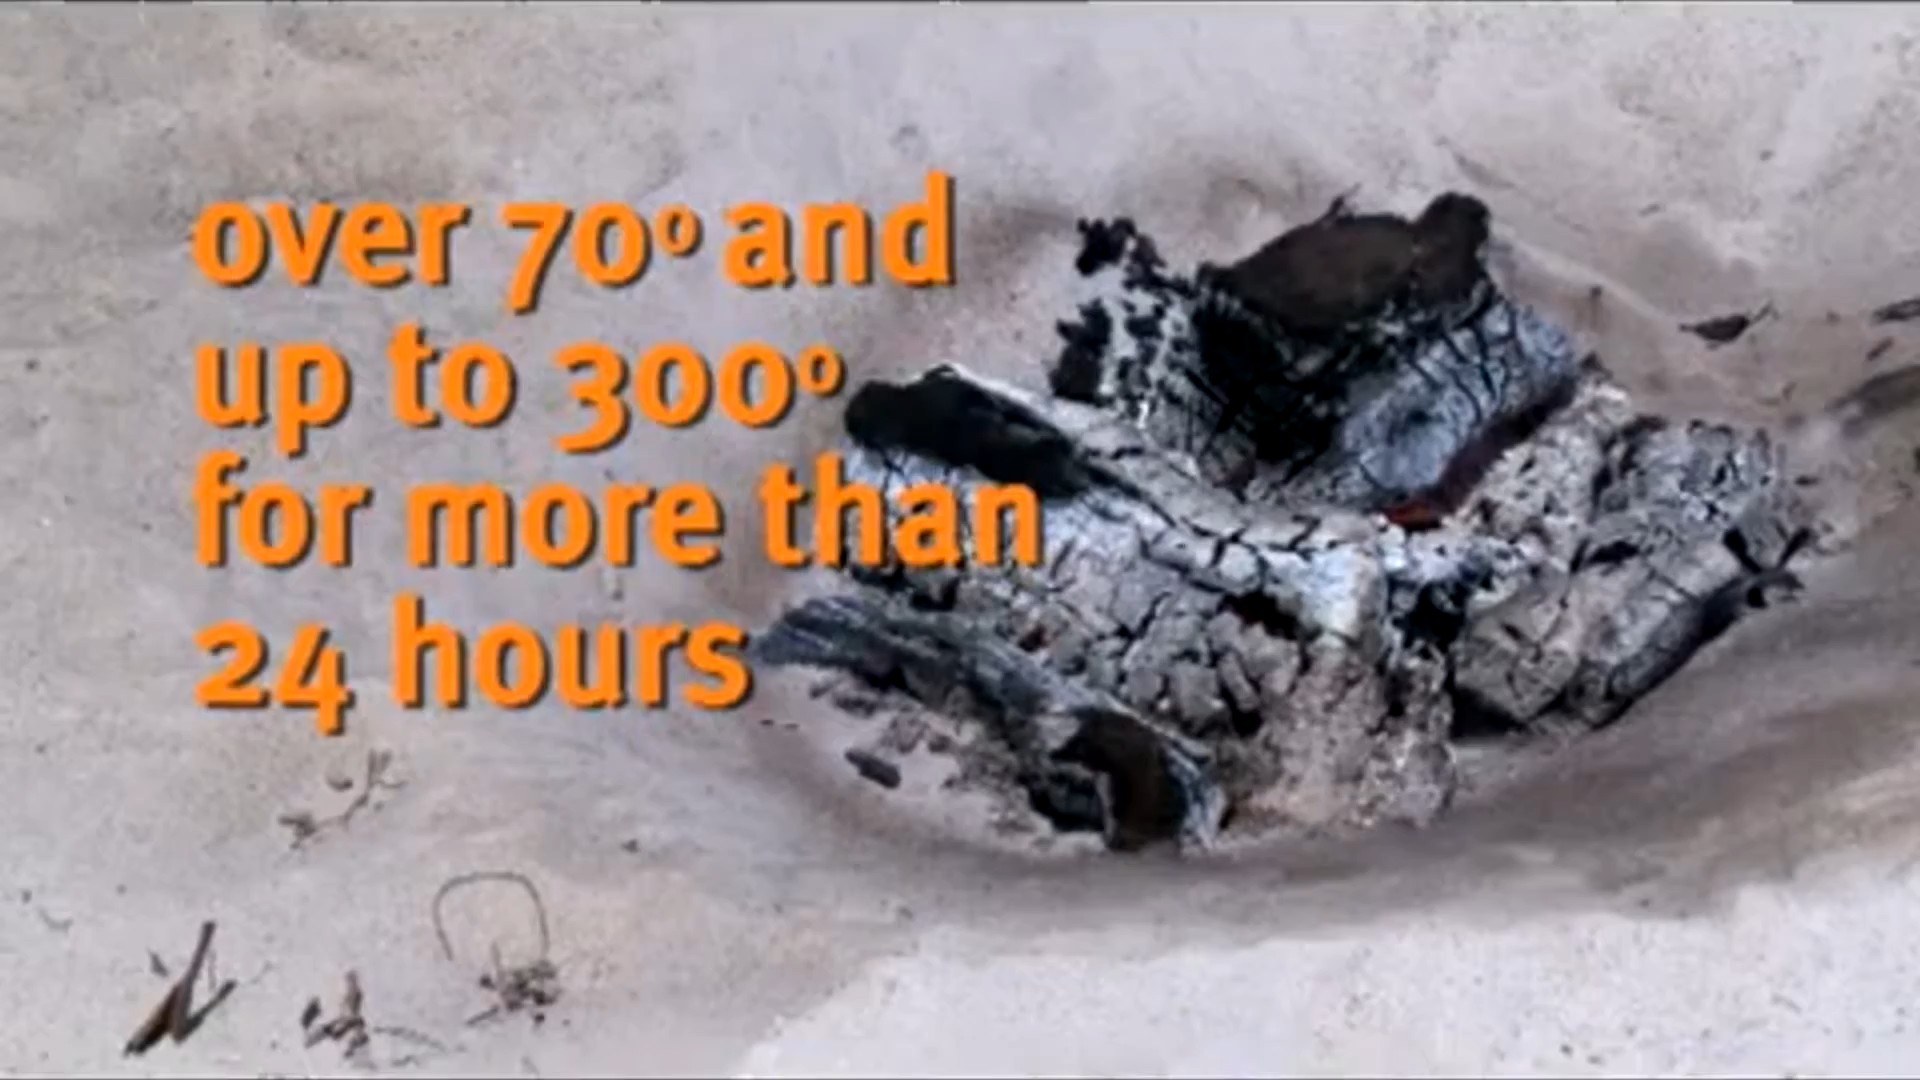 over 70º and
up to 300º
for more than
24 hours